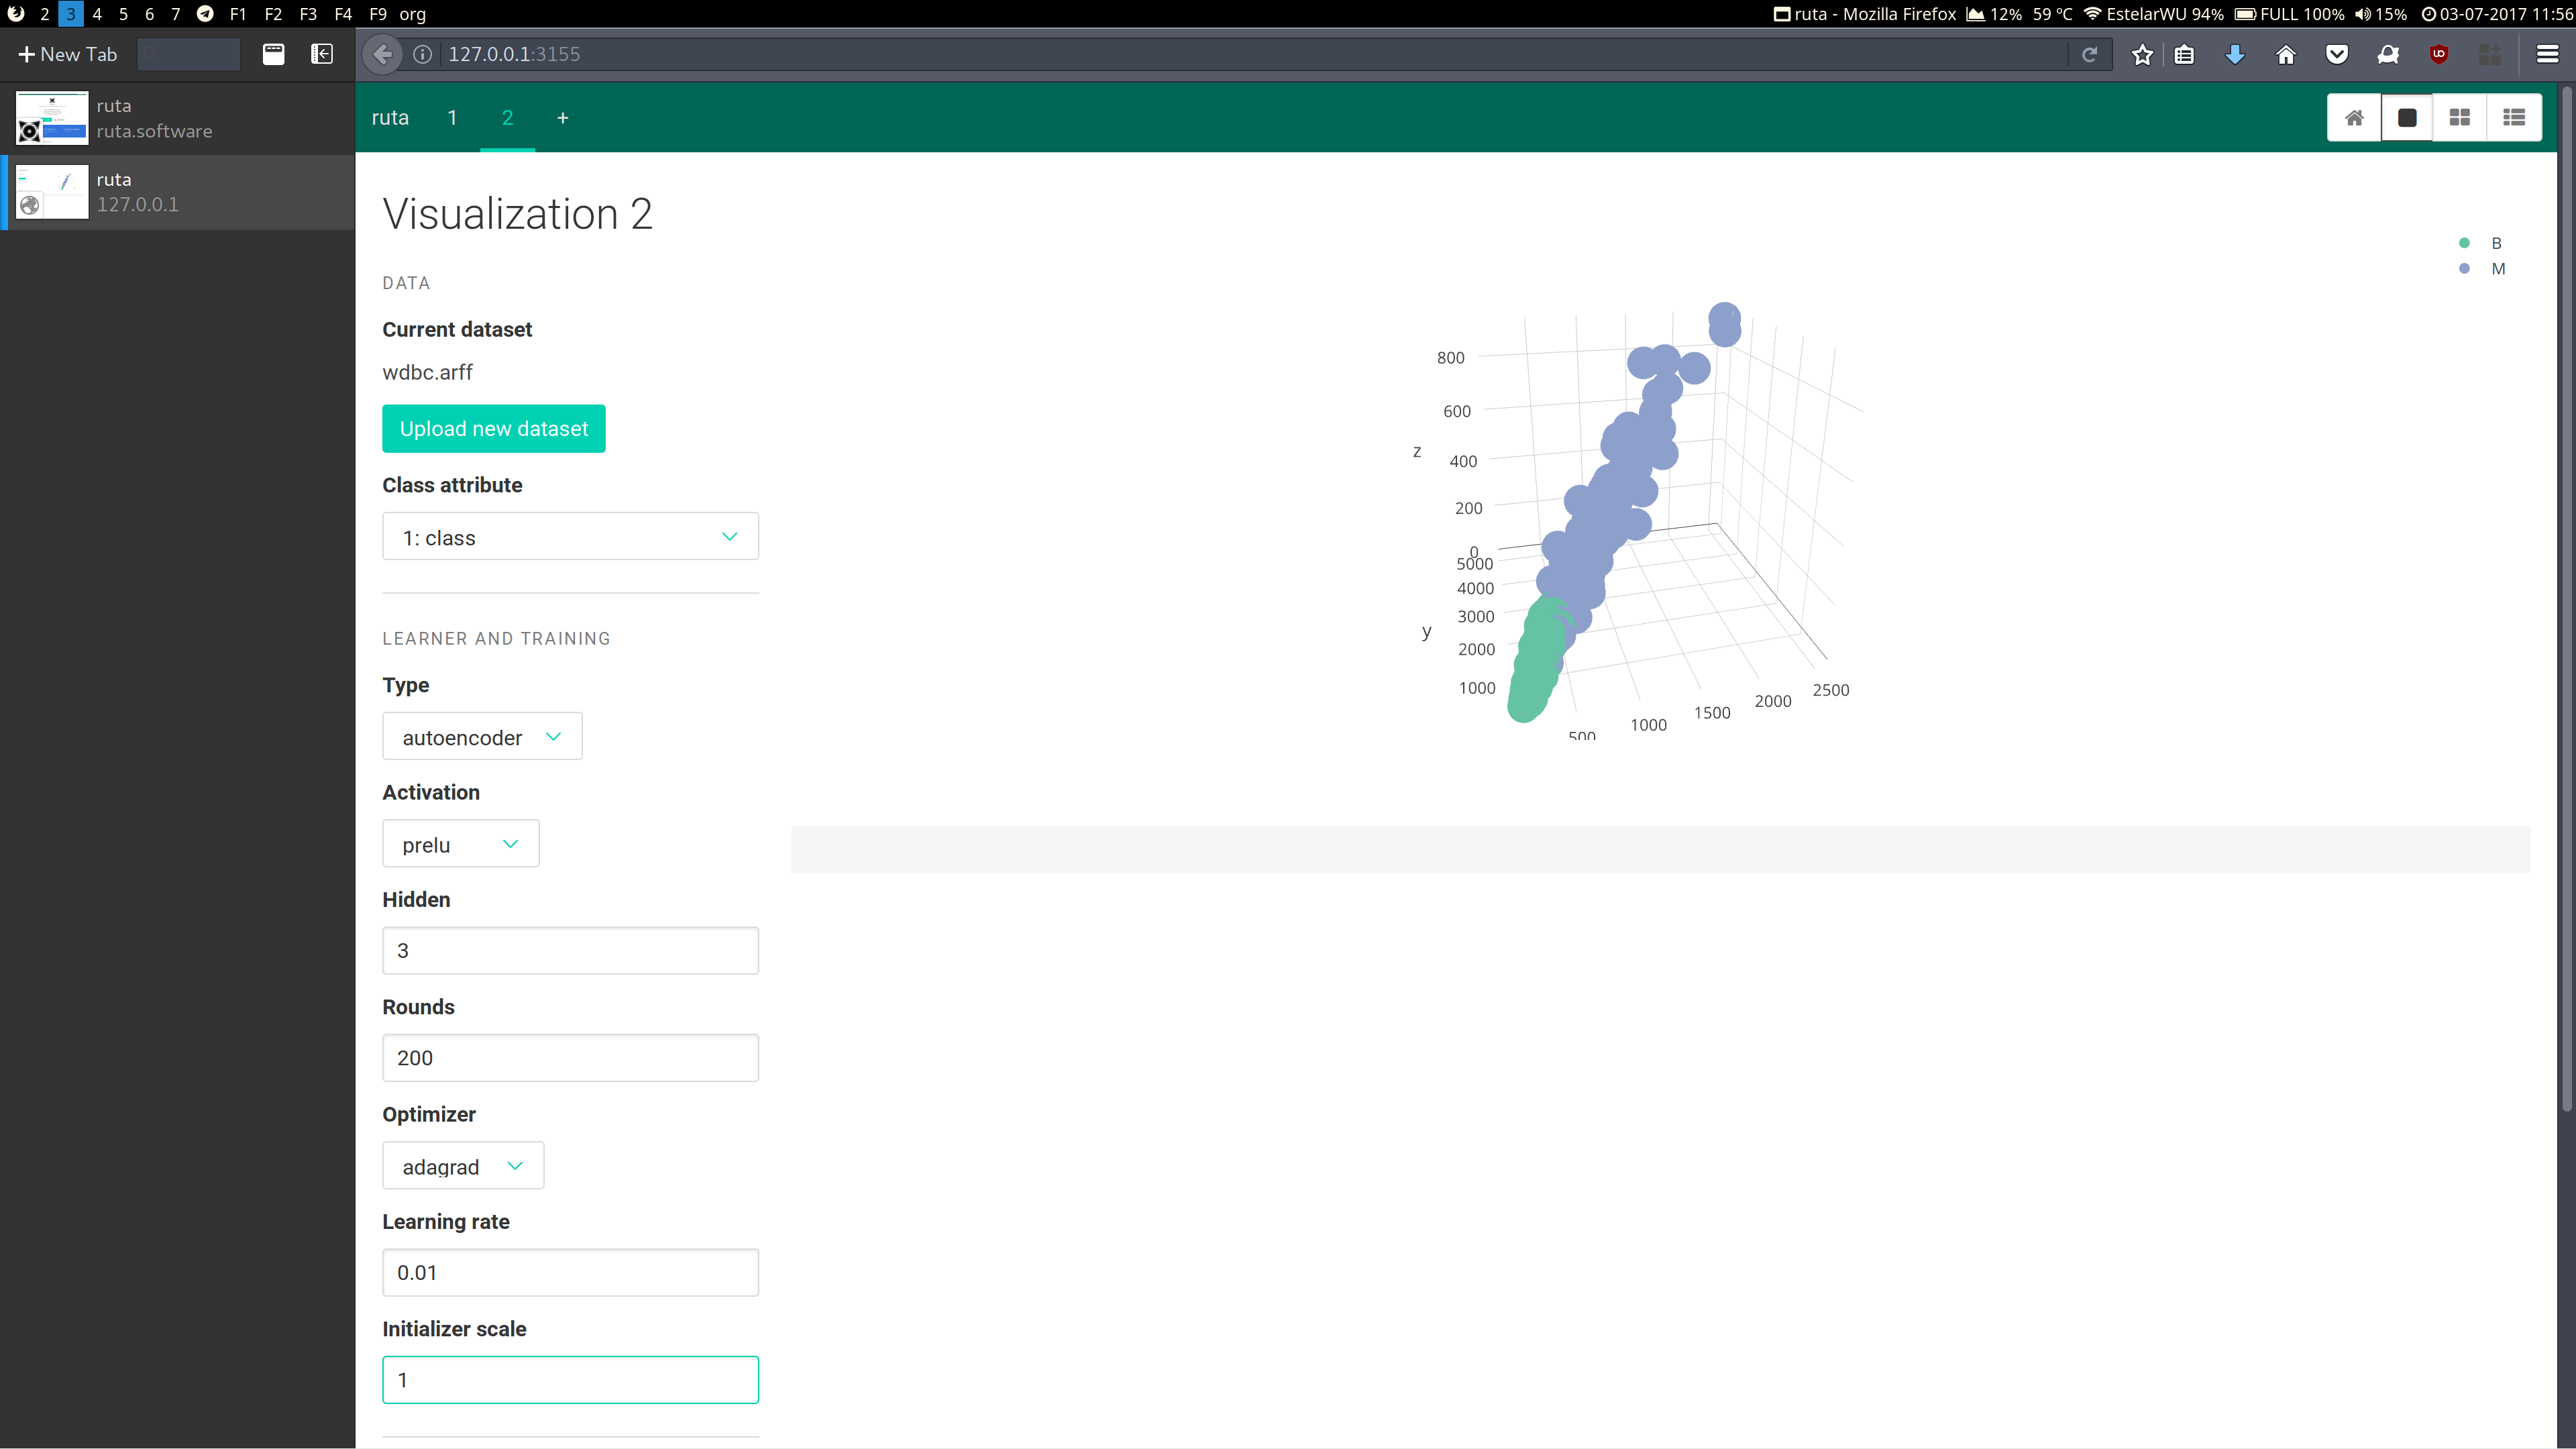 2 3 4 5 6 7 F1 F2 F3 F4 F9 org
ruta - Mozilla Firefox 12% 59 ºC EstelarWU 94% FULL 100% 15% 03-07-2017 11:56
New Tab
127.0.0.1:3155
ruta
ruta.software
ruta
127.0.0.1
ruta 1 2 +
Visualization 2
DATA
Current dataset
wdbc.arff
Upload new dataset
Class attribute
1: class
LEARNER AND TRAINING
Type
autoencoder
Activation
prelu
Hidden
3
Rounds
200
Optimizer
adagrad
Learning rate
0.01
Initializer scale
1
B
M
800
600
z
400
200
0
5000
4000
3000
y
2000
1000
500
1000
1500
2000
2500